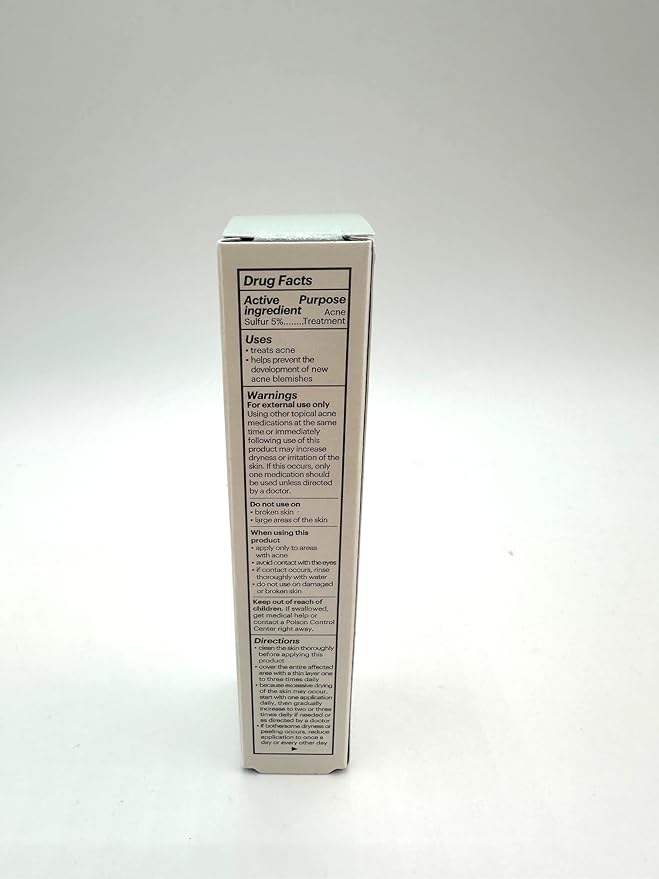 Drug Facts
Active Purpose
ingredient Acne
Sulfur 5%........Treatment
Uses
• treats acne
• helps prevent the
development of new
acne blemishes
Warnings
For external use only
Using other topical acne
medications at the same
time or immediately
following use of this
product may increase
dryness or irritation of the
skin. If this occurs, only
one medication should
be used unless directed
by a doctor.
Do not use on
• broken skin
• large areas of the skin
When using this
product
• apply only to areas
with acne
• avoid contact with the eyes
• if contact occurs, rinse
thoroughly with water
• do not use on damaged
or broken skin
Keep out of reach of
children. If swallowed,
get medical help or
contact a Poison Control
Center right away.
Directions
• clean the skin thoroughly
before applying this
product
• cover the entire affected
area with a thin layer one
to three times daily
• because excessive drying
of the skin may occur,
start with one application
daily, then gradually
increase to two or three
times daily if needed or
as directed by a doctor
• if bothersome dryness or
peeling occurs, reduce
application to once a
day or every other day